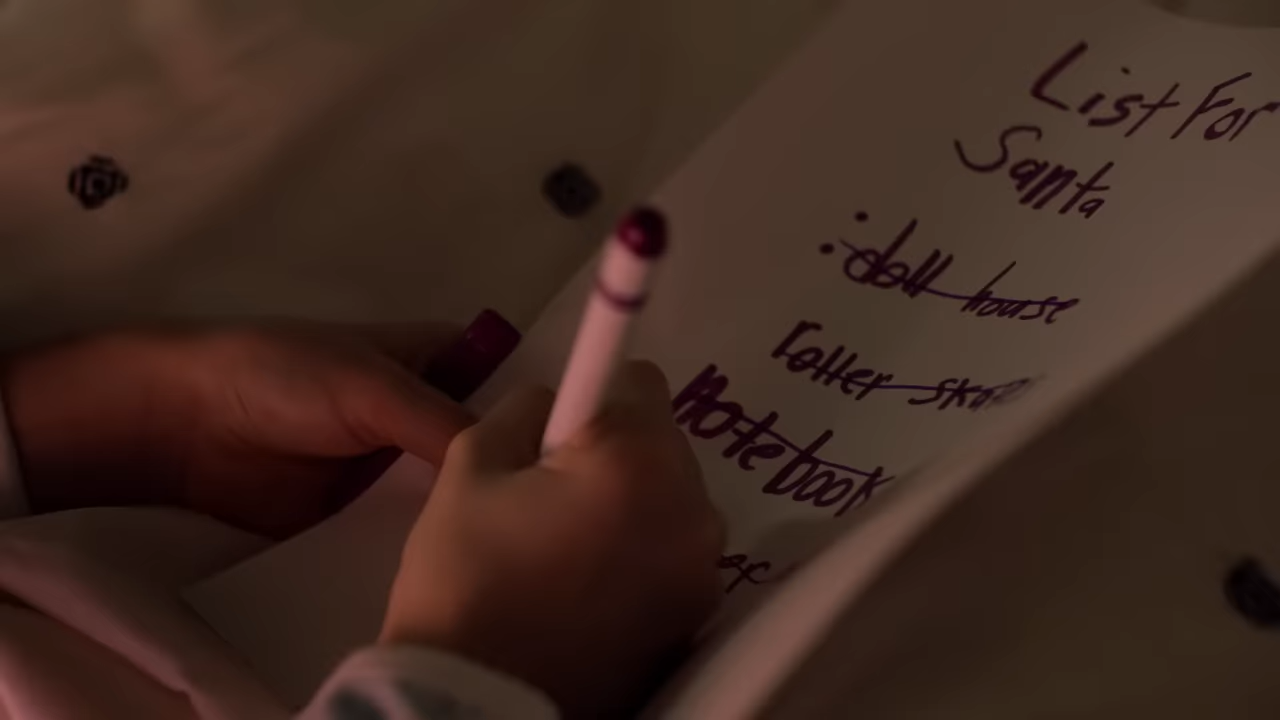 List For
Santa
: doll house
Roller ska
notebook